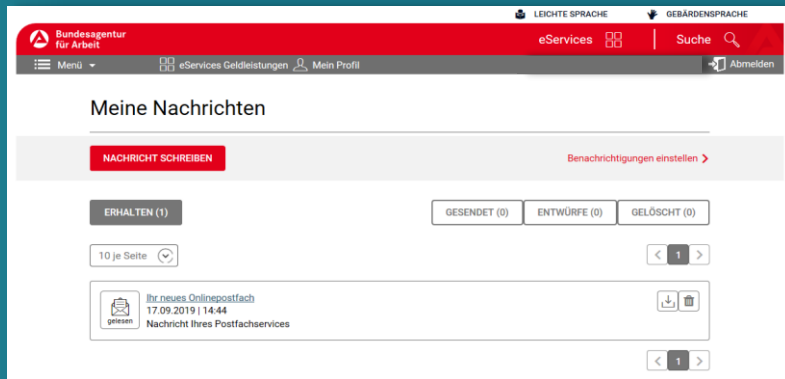 LEICHTE SPRACHE GEBÄRDENSPRACHE
Bundesagentur
für Arbeit
eServices Suche
Menü eServices Geldleistungen Mein Profil Abmelden
Meine Nachrichten
NACHRICHT SCHREIBEN Benachrichtigungen einstellen
ERHALTEN (1) GESENDET (0) ENTWÜRFE (0) GELÖSCHT (0)
10 je Seite < 1 >
Ihr neues Onlinepostfach
17.09.2019 | 14:44
gelesen Nachricht Ihres Postfachservices
< 1 >